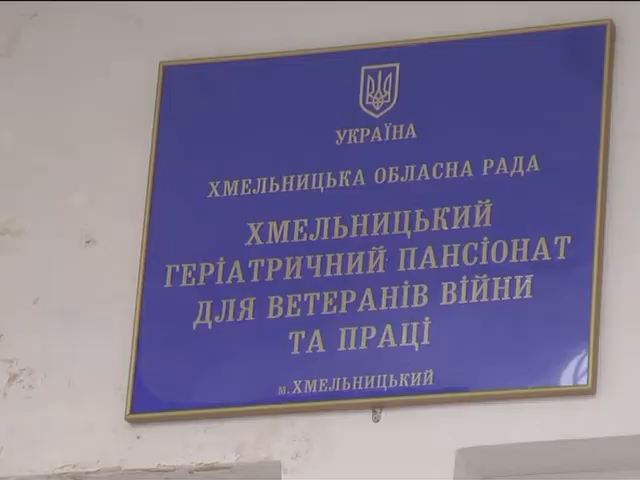 УКРАЇНА
ХМЕЛЬНИЦЬКА ОБЛАСНА РАДА
ХМЕЛЬНИЦЬКИЙ
ГЕРІАТРИЧНИЙ ПАНСІОНАТ
ДЛЯ ВЕТЕРАНІВ ВІЙНИ
ТА ПРАЦІ
м. ХМЕЛЬНИЦЬКИЙ